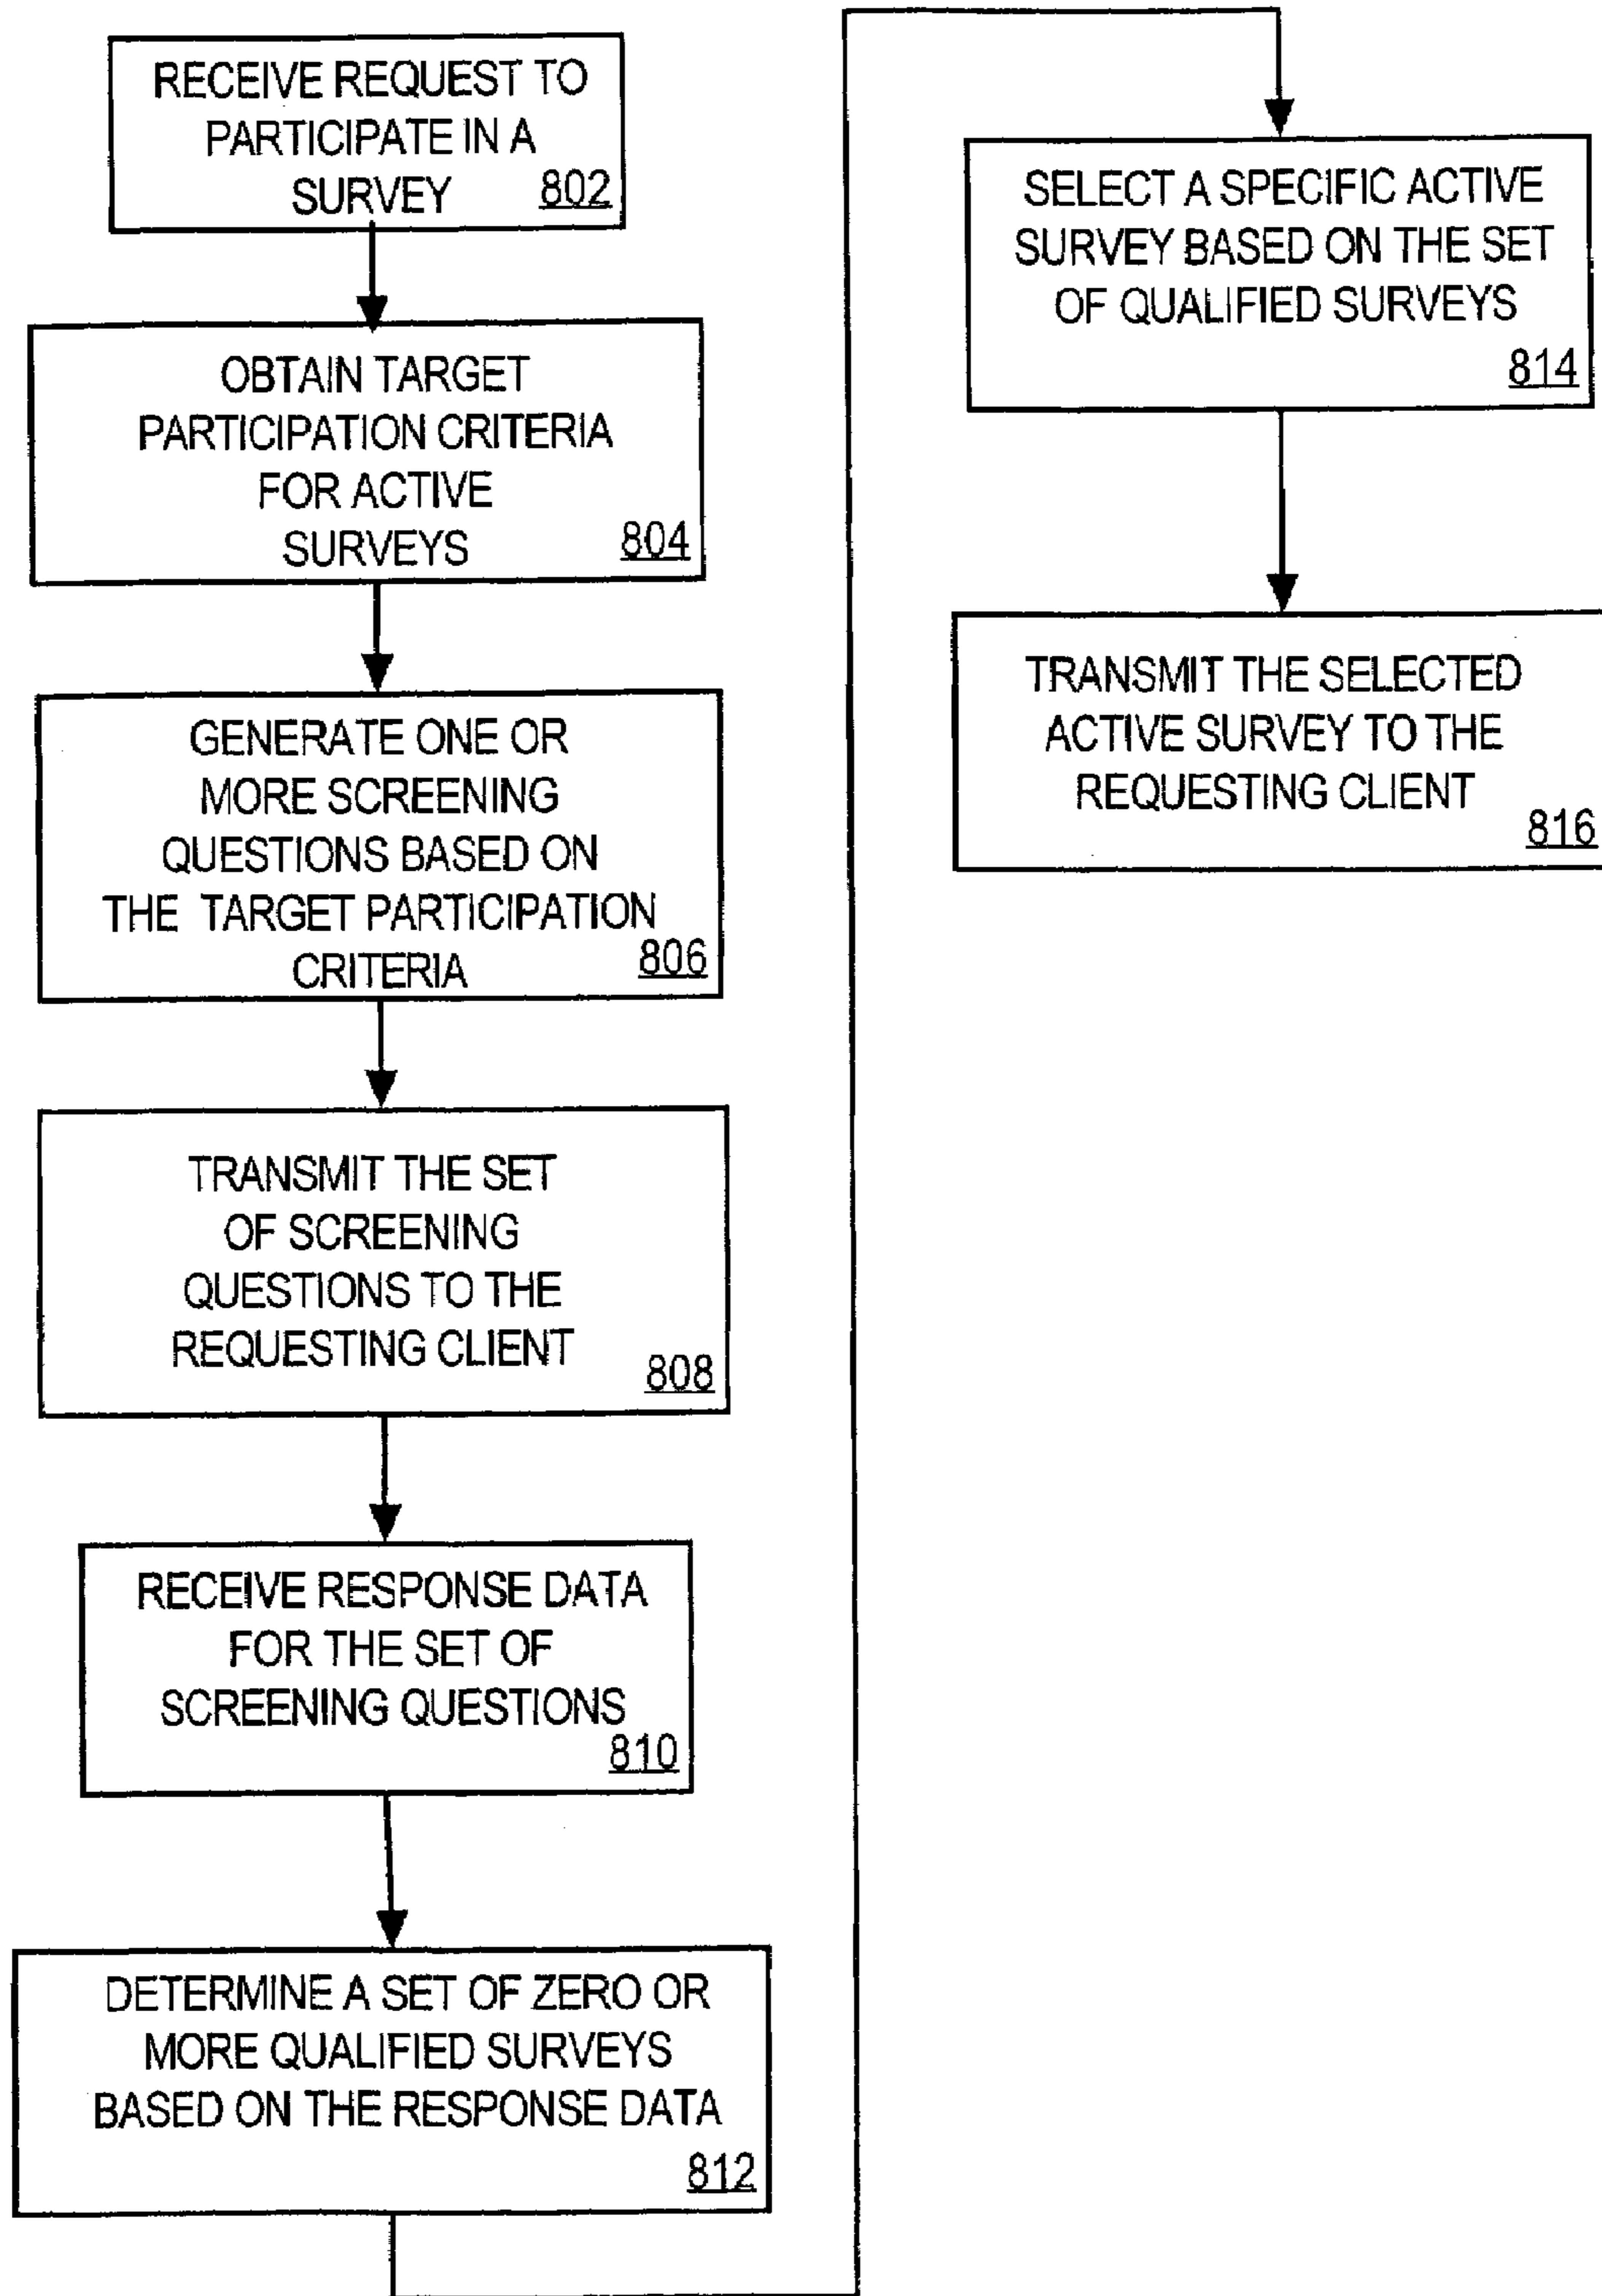 RECEIVE REQUEST TO
PARTICIPATE IN A
SURVEY 802
OBTAIN TARGET
PARTICIPATION CRITERIA
FOR ACTIVE
SURVEYS 804
GENERATE ONE OR
MORE SCREENING
QUESTIONS BASED ON
THE TARGET PARTICIPATION
CRITERIA 806
TRANSMIT THE SET
OF SCREENING
QUESTIONS TO THE
REQUESTING CLIENT
808
RECEIVE RESPONSE DATA
FOR THE SET OF
SCREENING QUESTIONS
810
DETERMINE A SET OF ZERO OR
MORE QUALIFIED SURVEYS
BASED ON THE RESPONSE DATA
812
SELECT A SPECIFIC ACTIVE
SURVEY BASED ON THE SET
OF QUALIFIED SURVEYS
814
TRANSMIT THE SELECTED
ACTIVE SURVEY TO THE
REQUESTING CLIENT
816